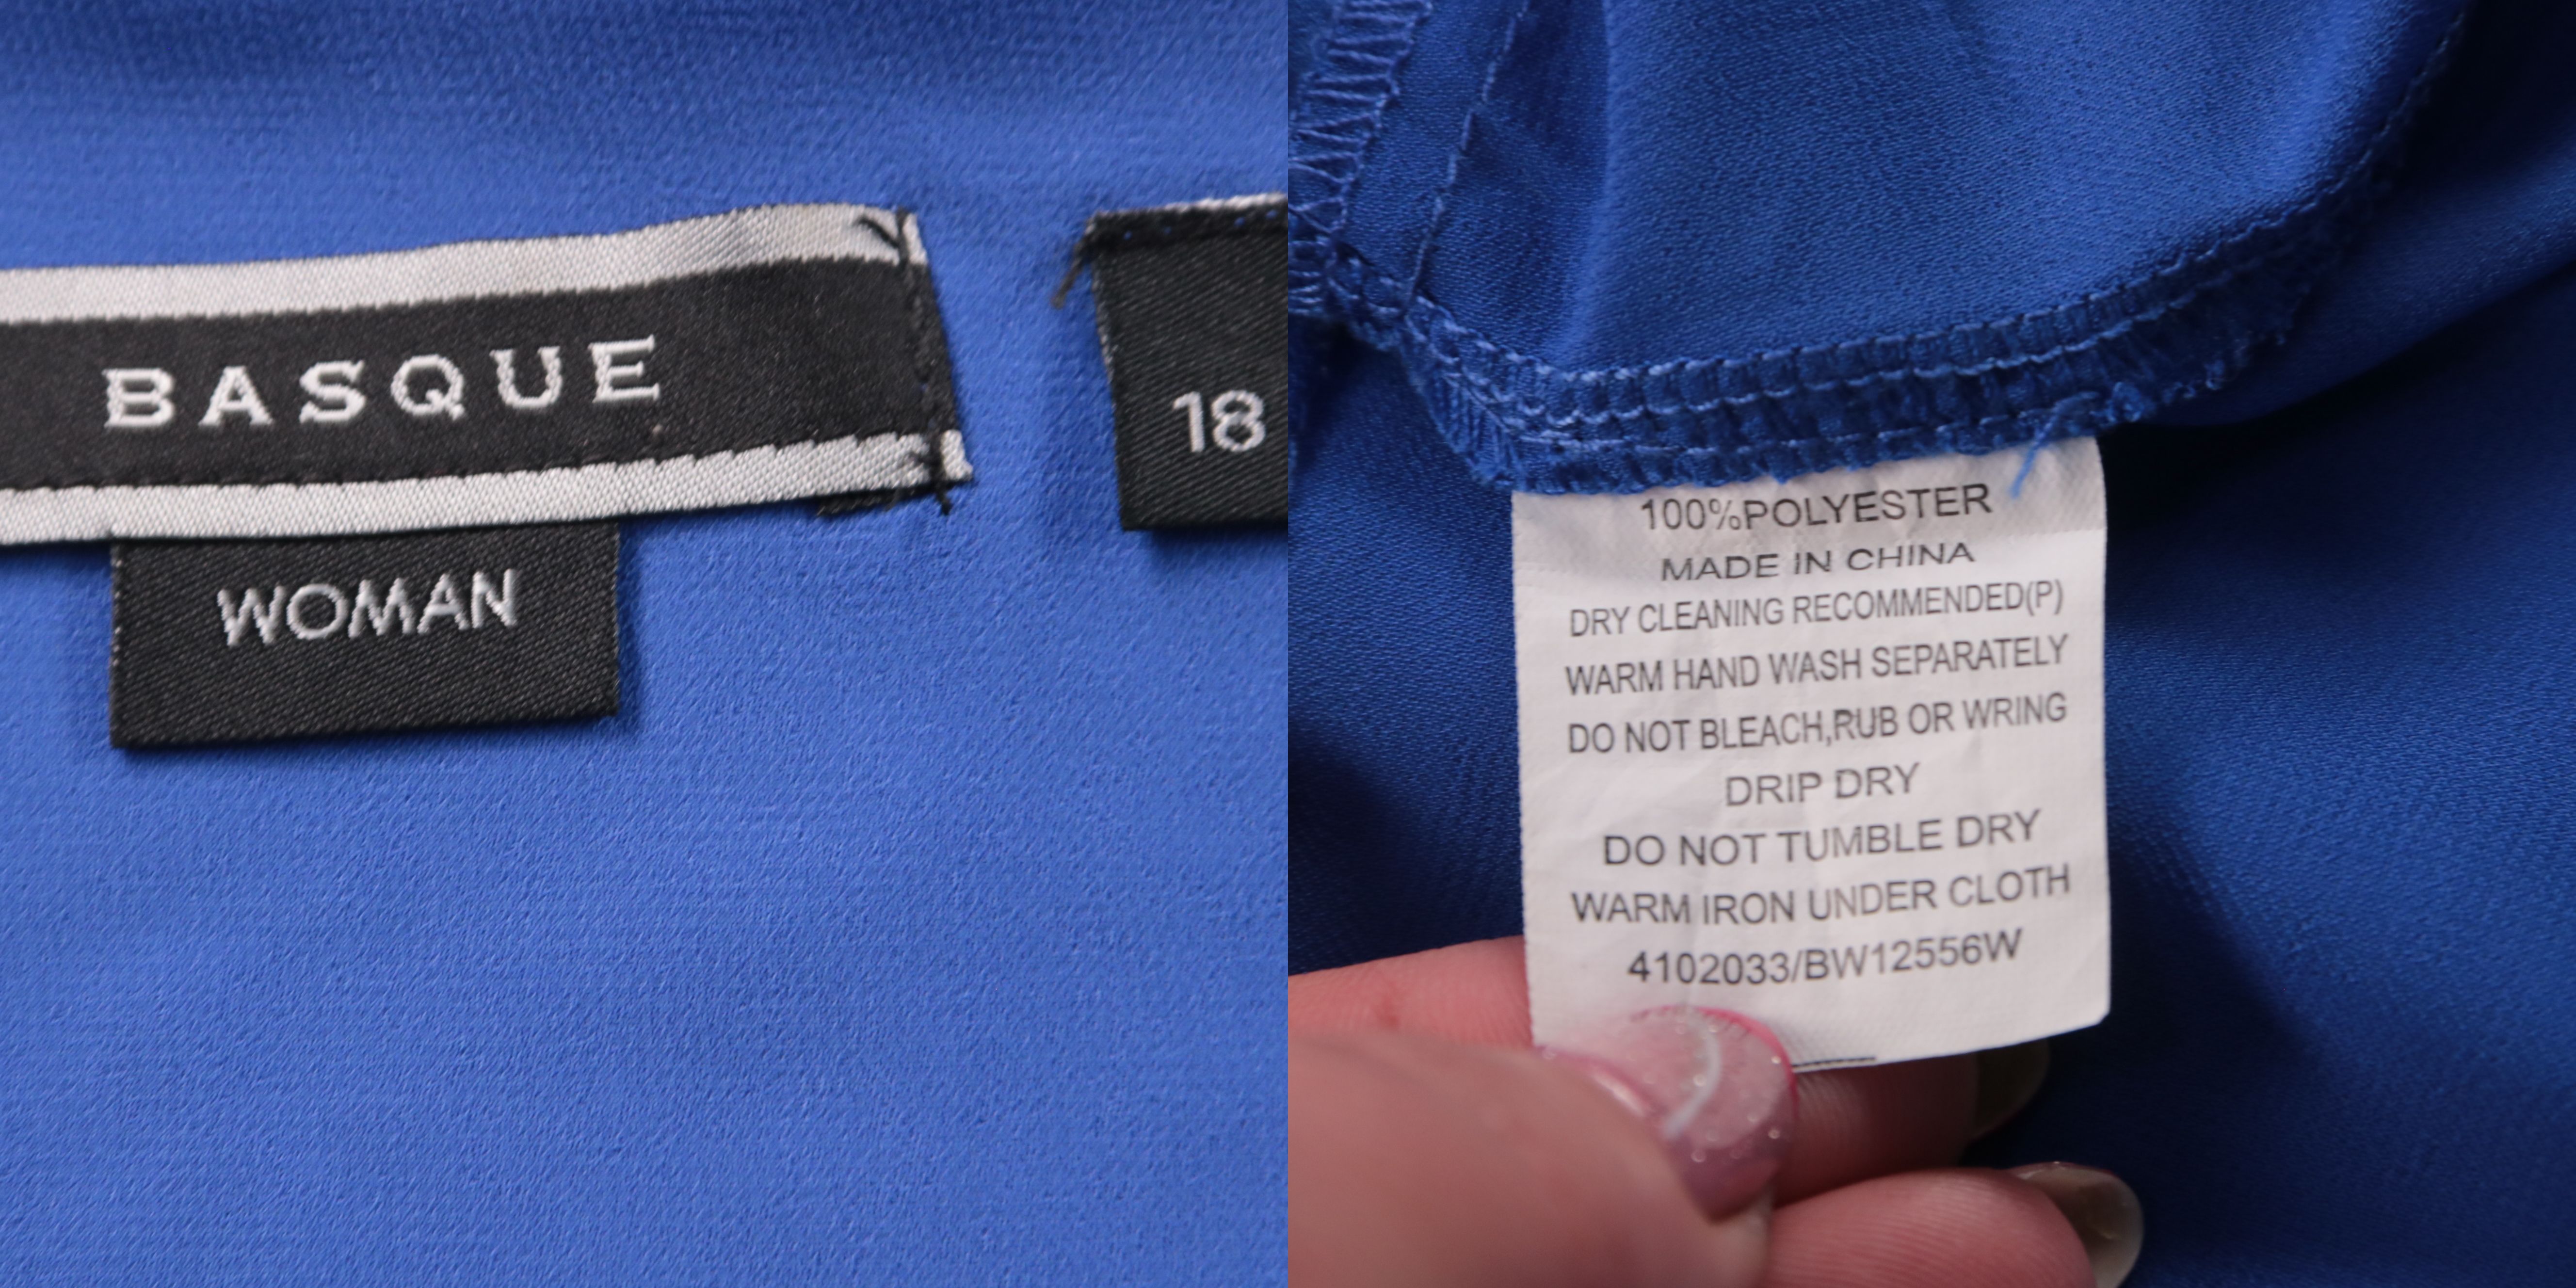 BASQUE
WOMAN
18
100%POLYESTER
MADE IN CHINA
DRY CLEANING RECOMMENDED(P)
WARM HAND WASH SEPARATELY
DO NOT BLEACH,RUB OR WRING
DRIP DRY
DO NOT TUMBLE DRY
WARM IRON UNDER CLOTH
4102033/BW12556W